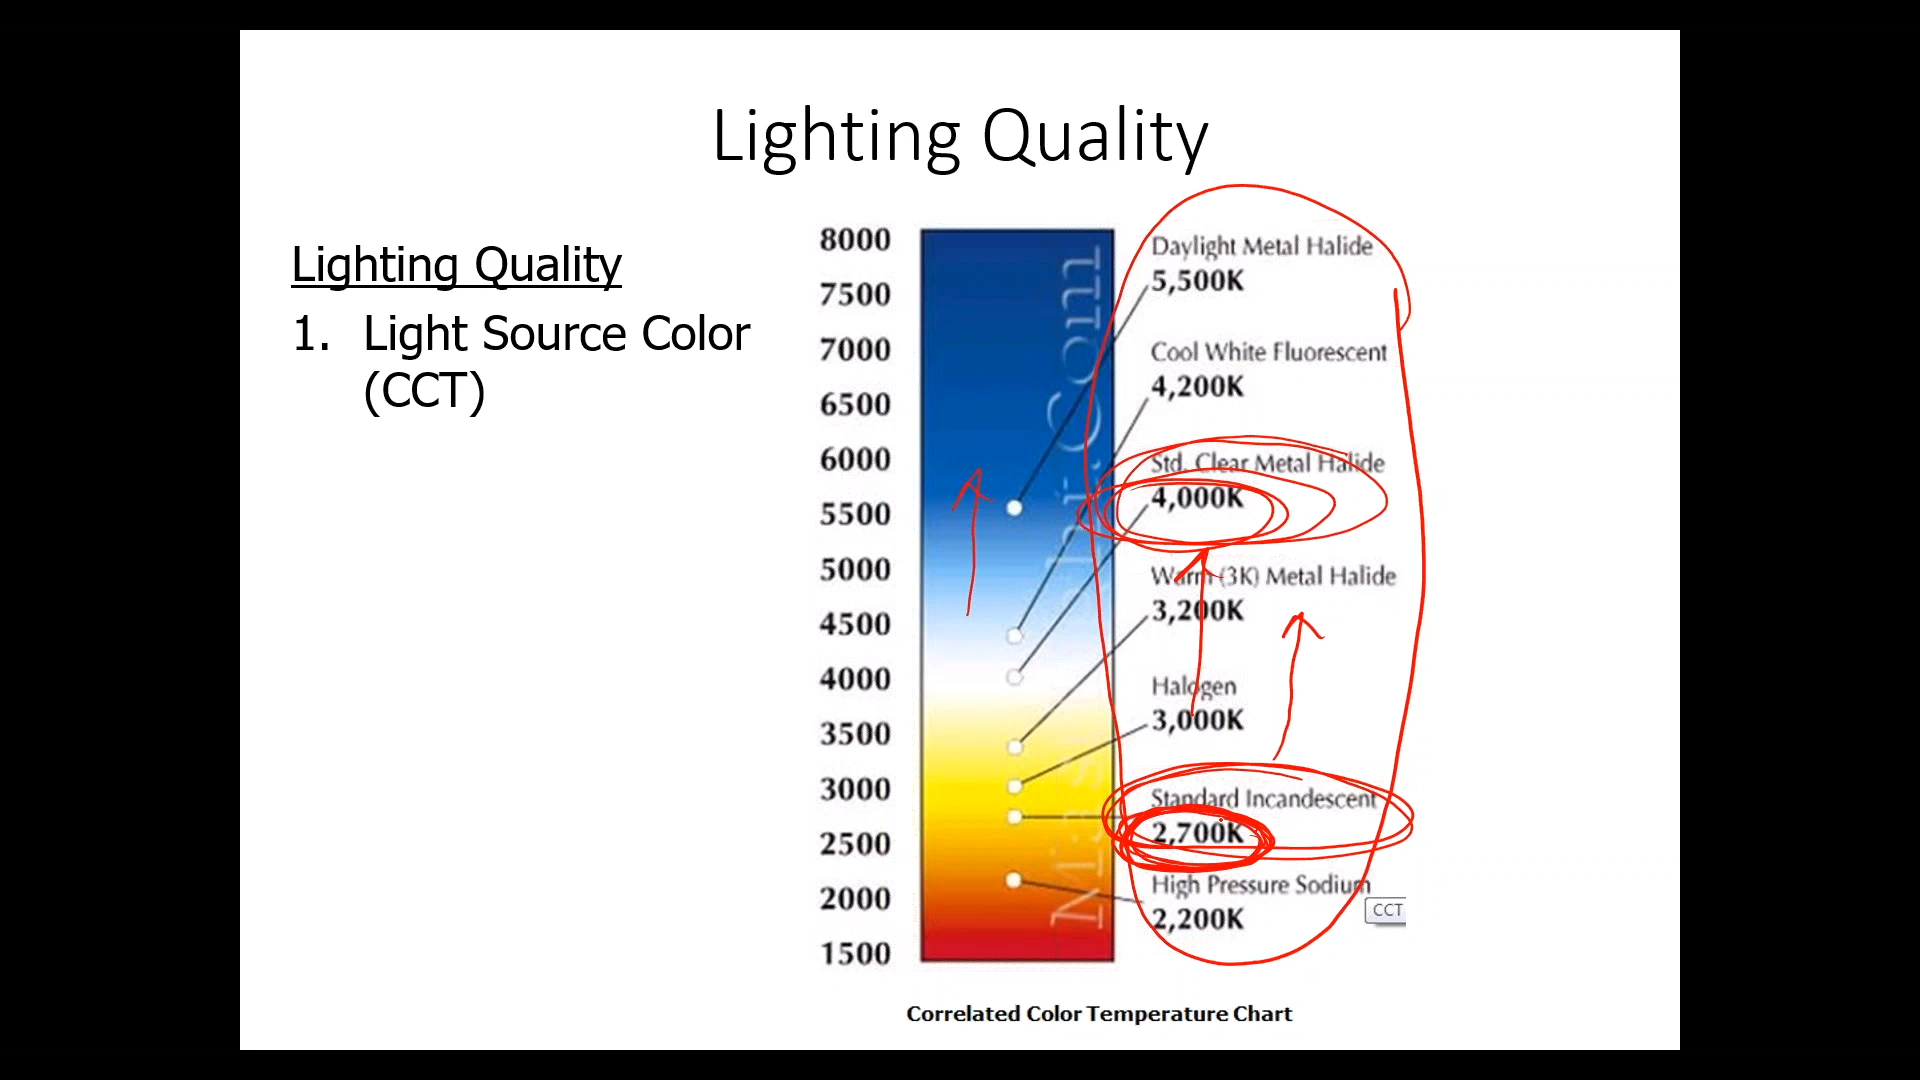 Lighting Quality
Lighting Quality
1. Light Source Color
(CCT)
8000
7500
7000
6500
6000
5500
5000
4500
4000
3500
3000
2500
2000
1500
Daylight Metal Halide
5,500K
Cool White Fluorescent
4,200K
Std. Clear Metal Halide
4,000K
Warm (3K) Metal Halide
3,200K
Halogen
3,000K
Standard Incandescent
2,700K
High Pressure Sodium
2,200K
CCT
Correlated Color Temperature Chart